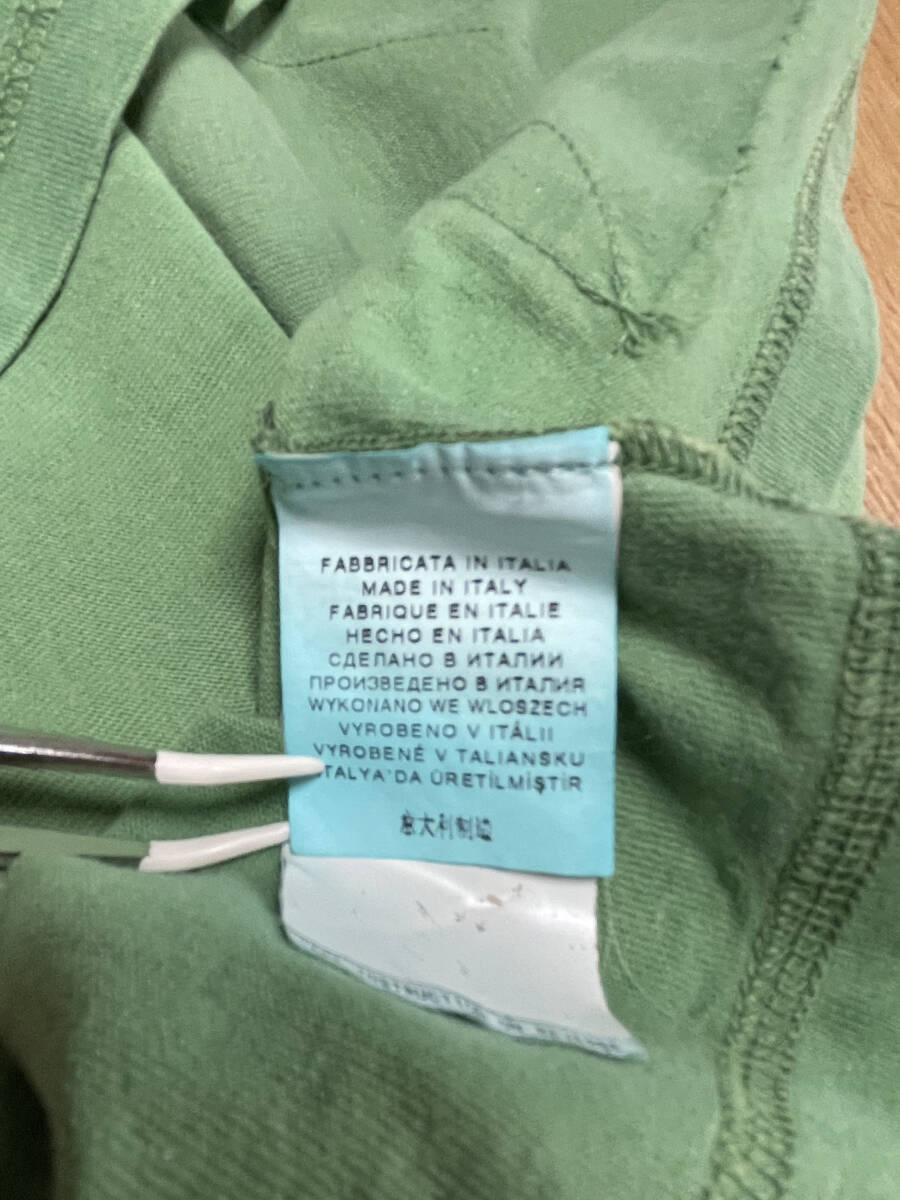 FABBRICATA IN ITALIA
MADE IN ITALY
FABRIQUE EN ITALIE
HECHO EN ITALIA
СДЕЛАНО В ИТАЛИИ
ПРОИЗВЕДЕНО В ИТАЛИЯ
WYKONANO WE WLOSZECH
VYROBENO V ITÁLII
VYROBENÉ V TALIANSKU
TALYA'DA ÜRETİLMİŞTİR
意大利制造